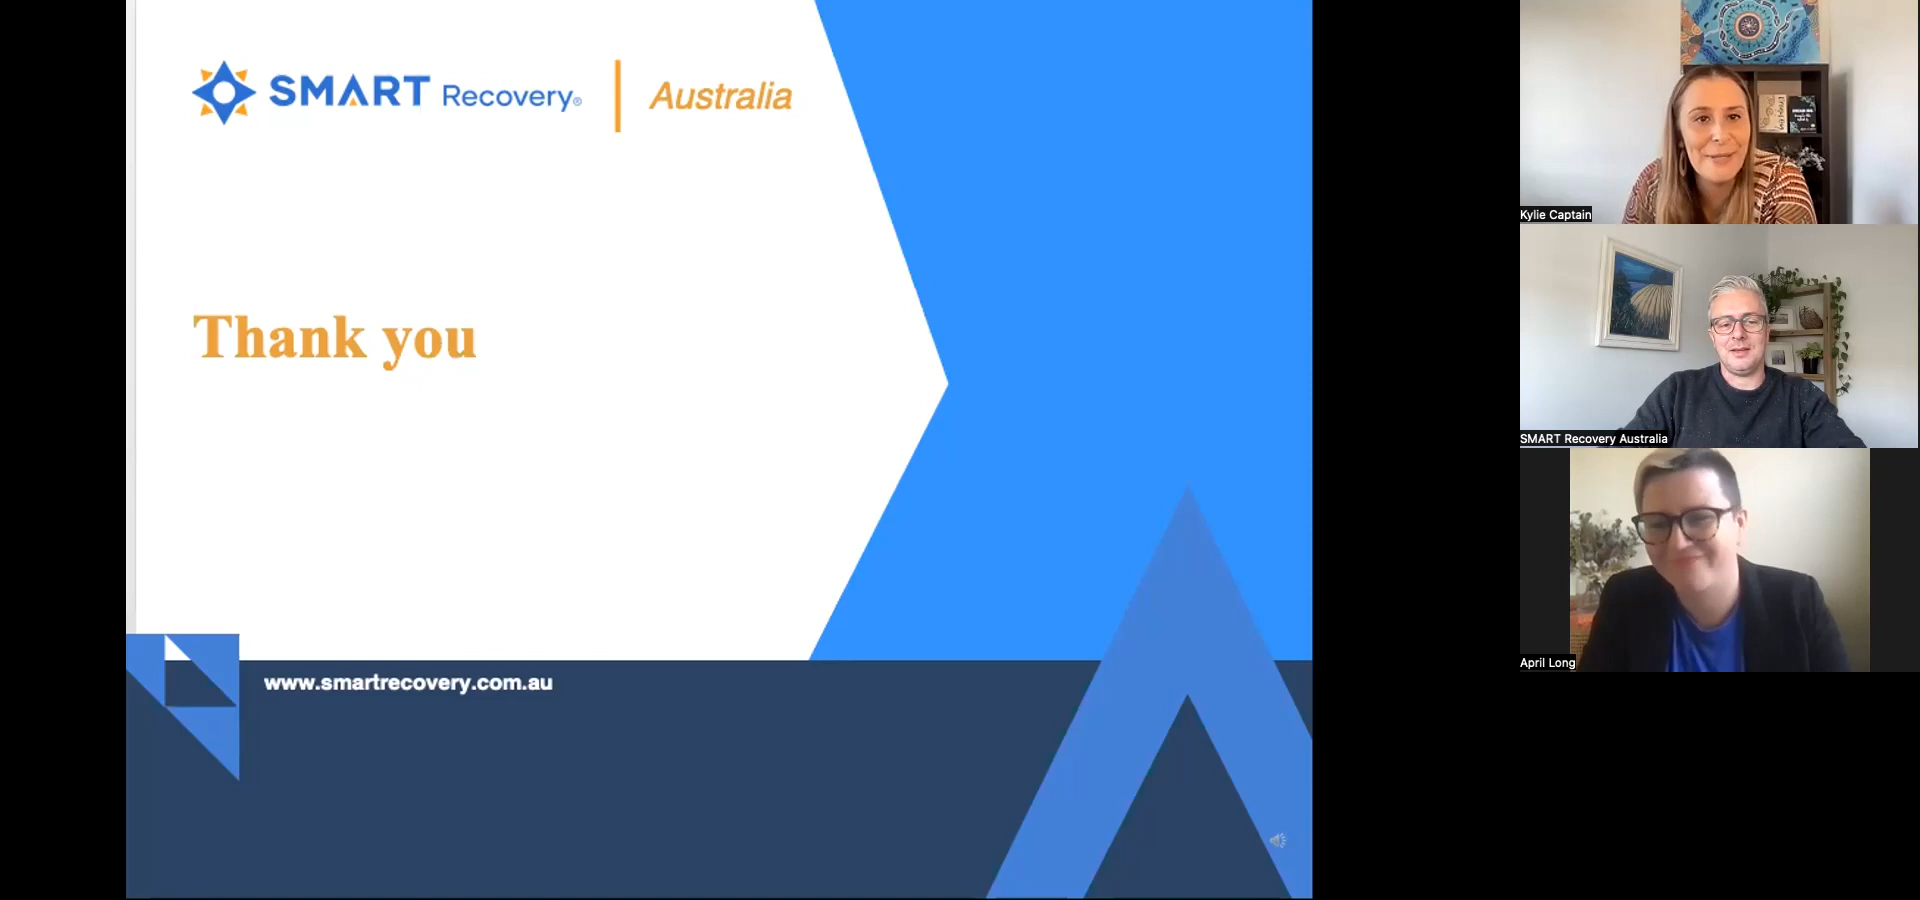 SMART Recovery® | Australia
Thank you
www.smartrecovery.com.au
Kylie Captain
SMART Recovery Australia
April Long